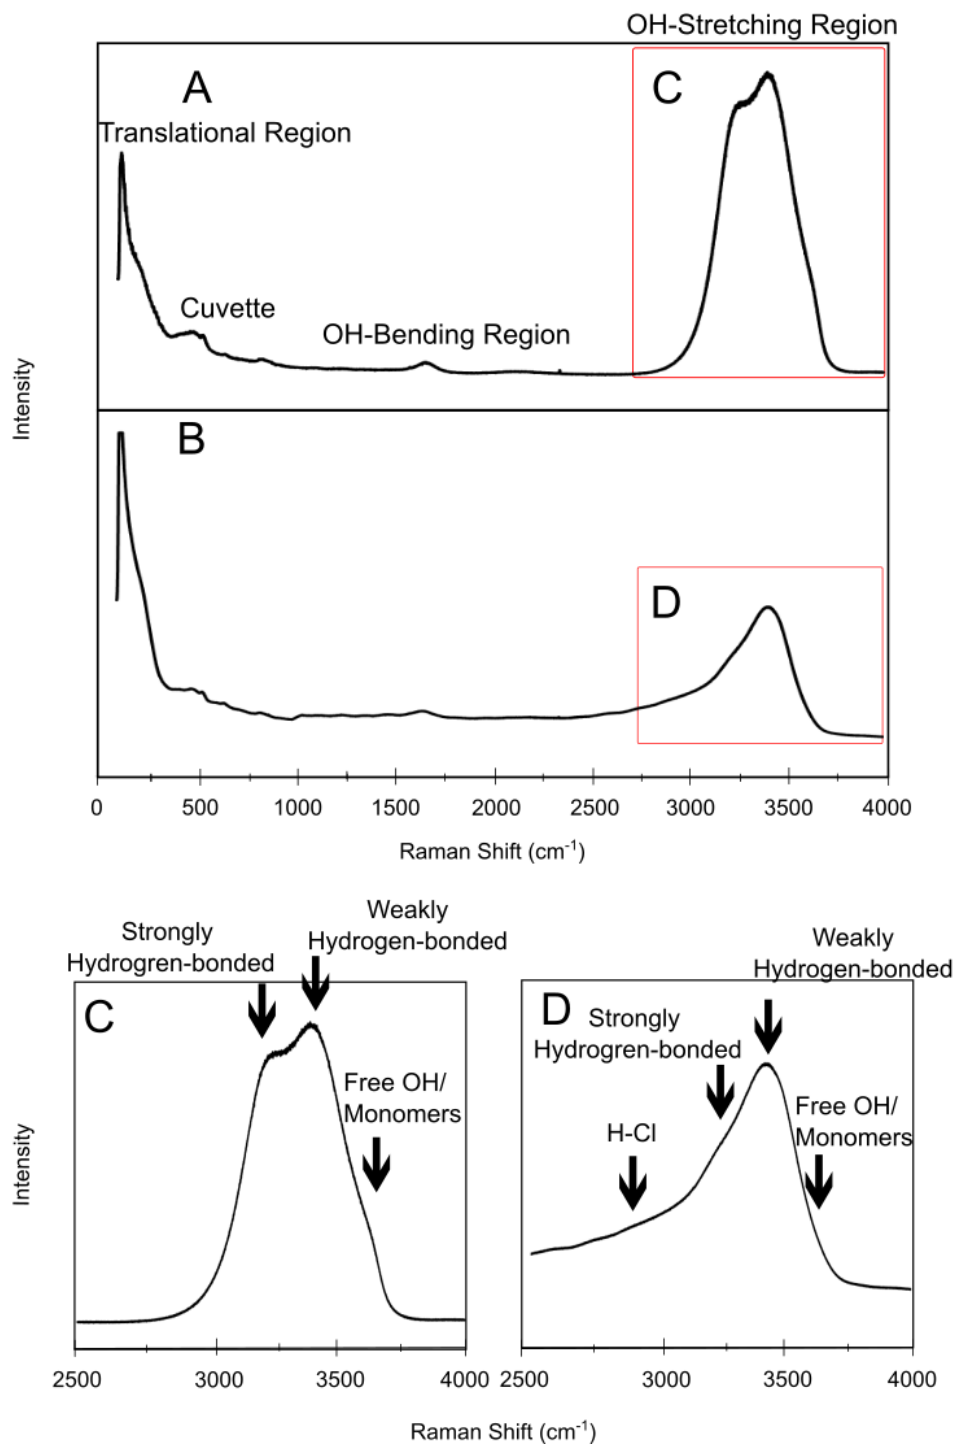 OH-Stretching Region
A
C
Translational Region
Cuvette
OH-Bending Region
Intensity
B
D
0 500 1000 1500 2000 2500 3000 3500 4000
Raman Shift (cm-1)
Weakly
Hydrogen-bonded
Strongly
Hydrogren-bonded
C
Free OH/
Monomers
Intensity
2500 3000 3500 4000
Weakly
Hydrogen-bonded
D
Strongly
Hydrogren-bonded
H-Cl
Free OH/
Monomers
2500 3000 3500 4000
Raman Shift (cm-1)